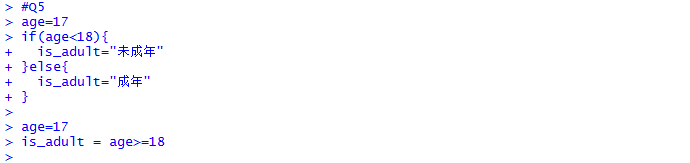 > #Q5
> age=17
> if(age<18){
+   is_adult="未成年"
+ }else{
+   is_adult="成年"
+ }
>
> age=17
> is_adult = age>=18
>